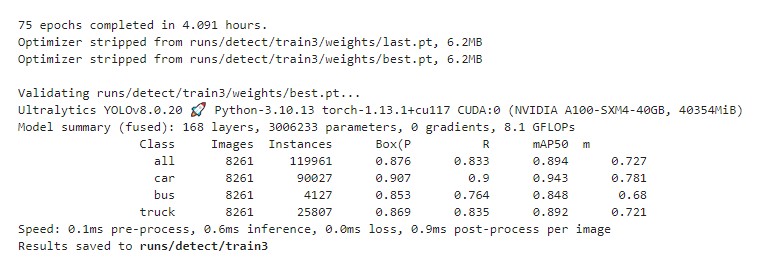 75 epochs completed in 4.091 hours.
Optimizer stripped from runs/detect/train3/weights/last.pt, 6.2MB
Optimizer stripped from runs/detect/train3/weights/best.pt, 6.2MB
Validating runs/detect/train3/weights/best.pt...
Ultralytics YOLOv8.0.20 🚀 Python-3.10.13 torch-1.13.1+cu117 CUDA:0 (NVIDIA A100-SXM4-40GB, 40354MiB)
Model summary (fused): 168 layers, 3006233 parameters, 0 gradients, 8.1 GFLOPs
Class Images Instances Box(P R mAP50 m
all 8261 119961 0.876 0.833 0.894 0.727
car 8261 90027 0.907 0.9 0.943 0.781
bus 8261 4127 0.853 0.764 0.848 0.68
truck 8261 25807 0.869 0.835 0.892 0.721
Speed: 0.1ms pre-process, 0.6ms inference, 0.0ms loss, 0.9ms post-process per image
Results saved to runs/detect/train3